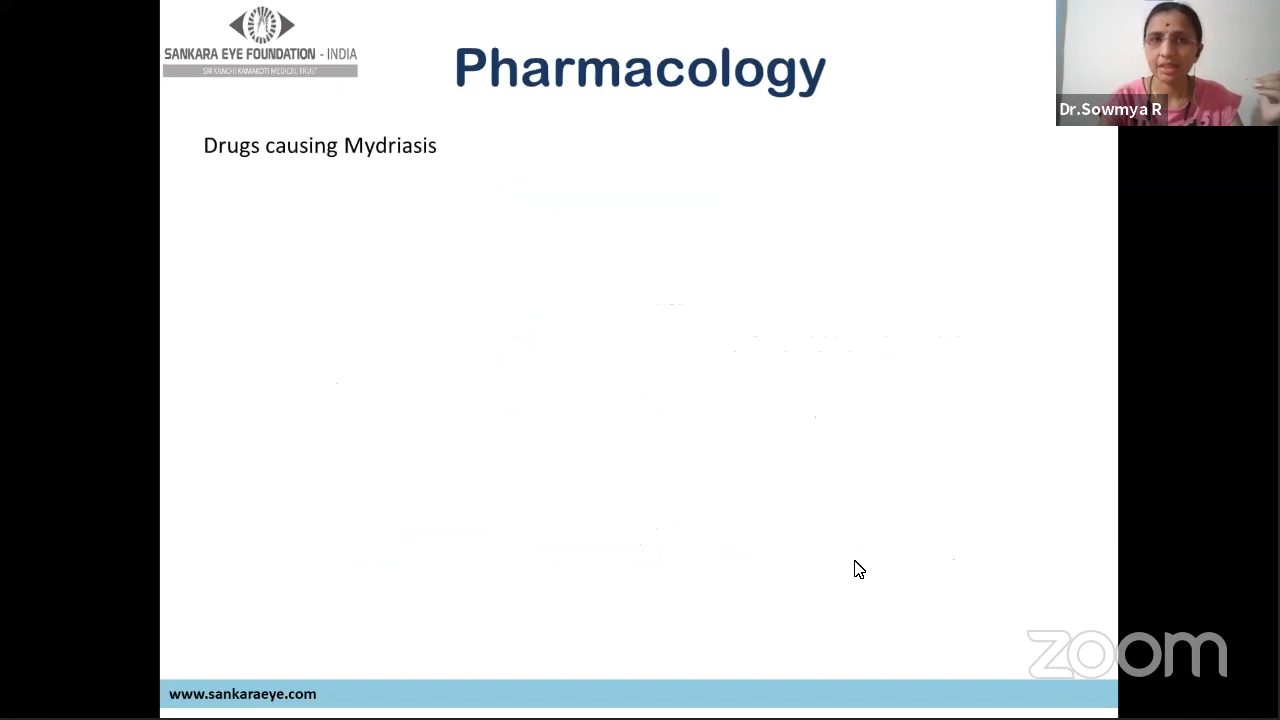 SANKARA EYE FOUNDATION - INDIA
SRI KANCHI KAMAKOTI MEDICAL TRUST
Pharmacology
Dr.Sowmya R
Drugs causing Mydriasis
zoom
www.sankaraeye.com